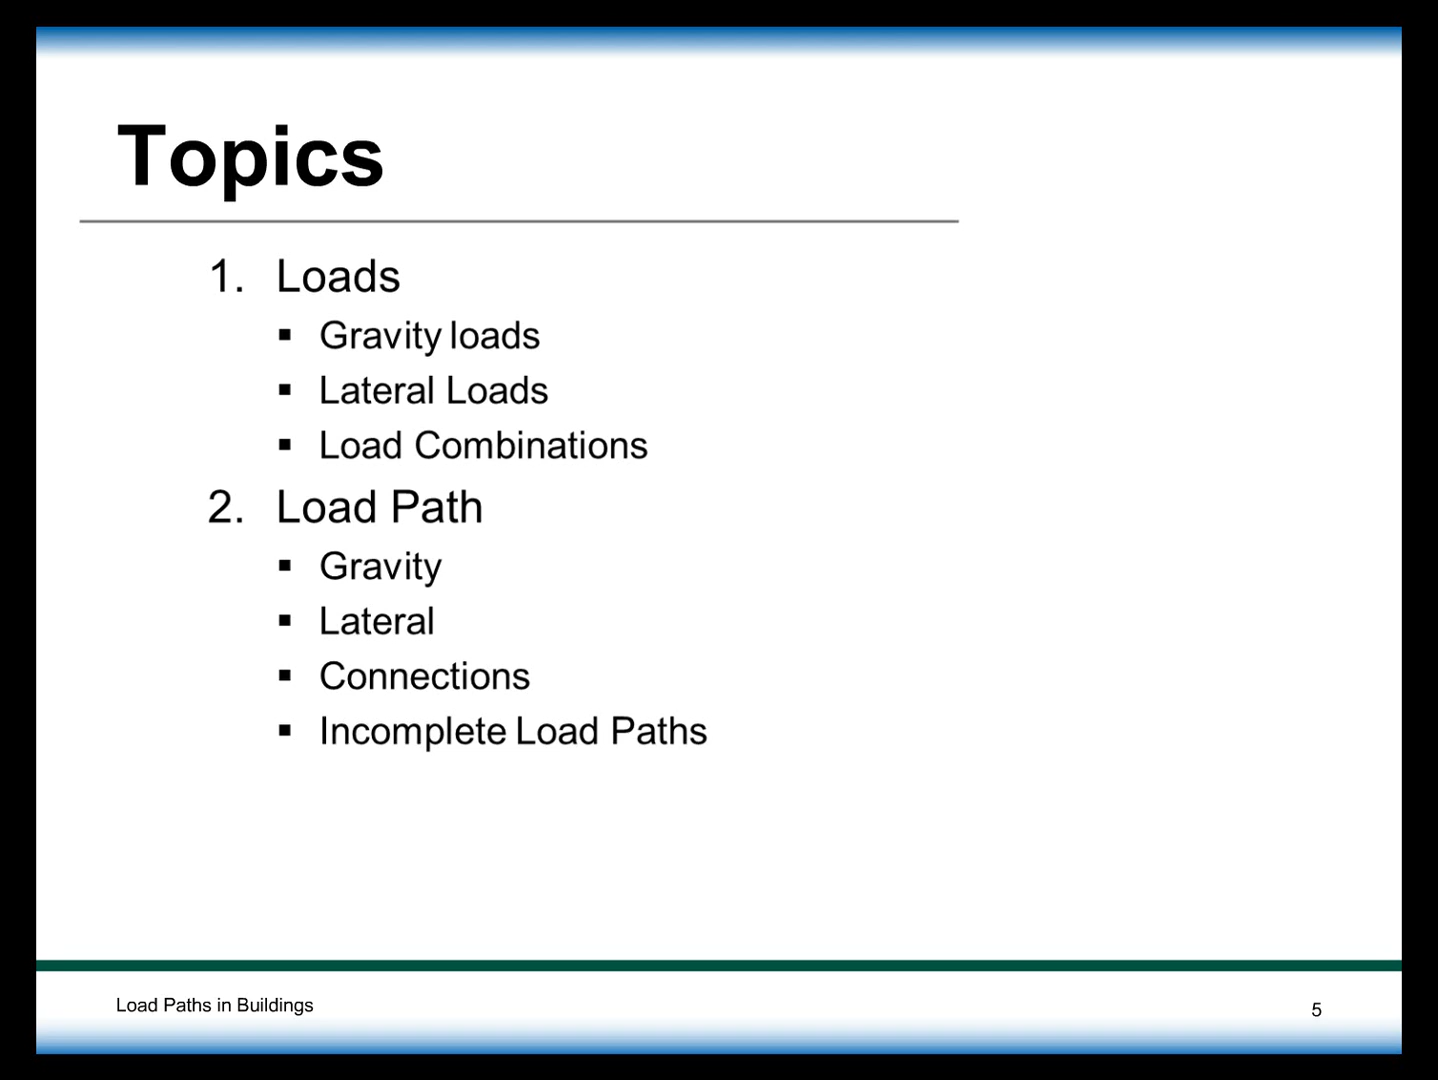 Topics
1. Loads
▪ Gravity loads
▪ Lateral Loads
▪ Load Combinations
2. Load Path
▪ Gravity
▪ Lateral
▪ Connections
▪ Incomplete Load Paths
Load Paths in Buildings
5